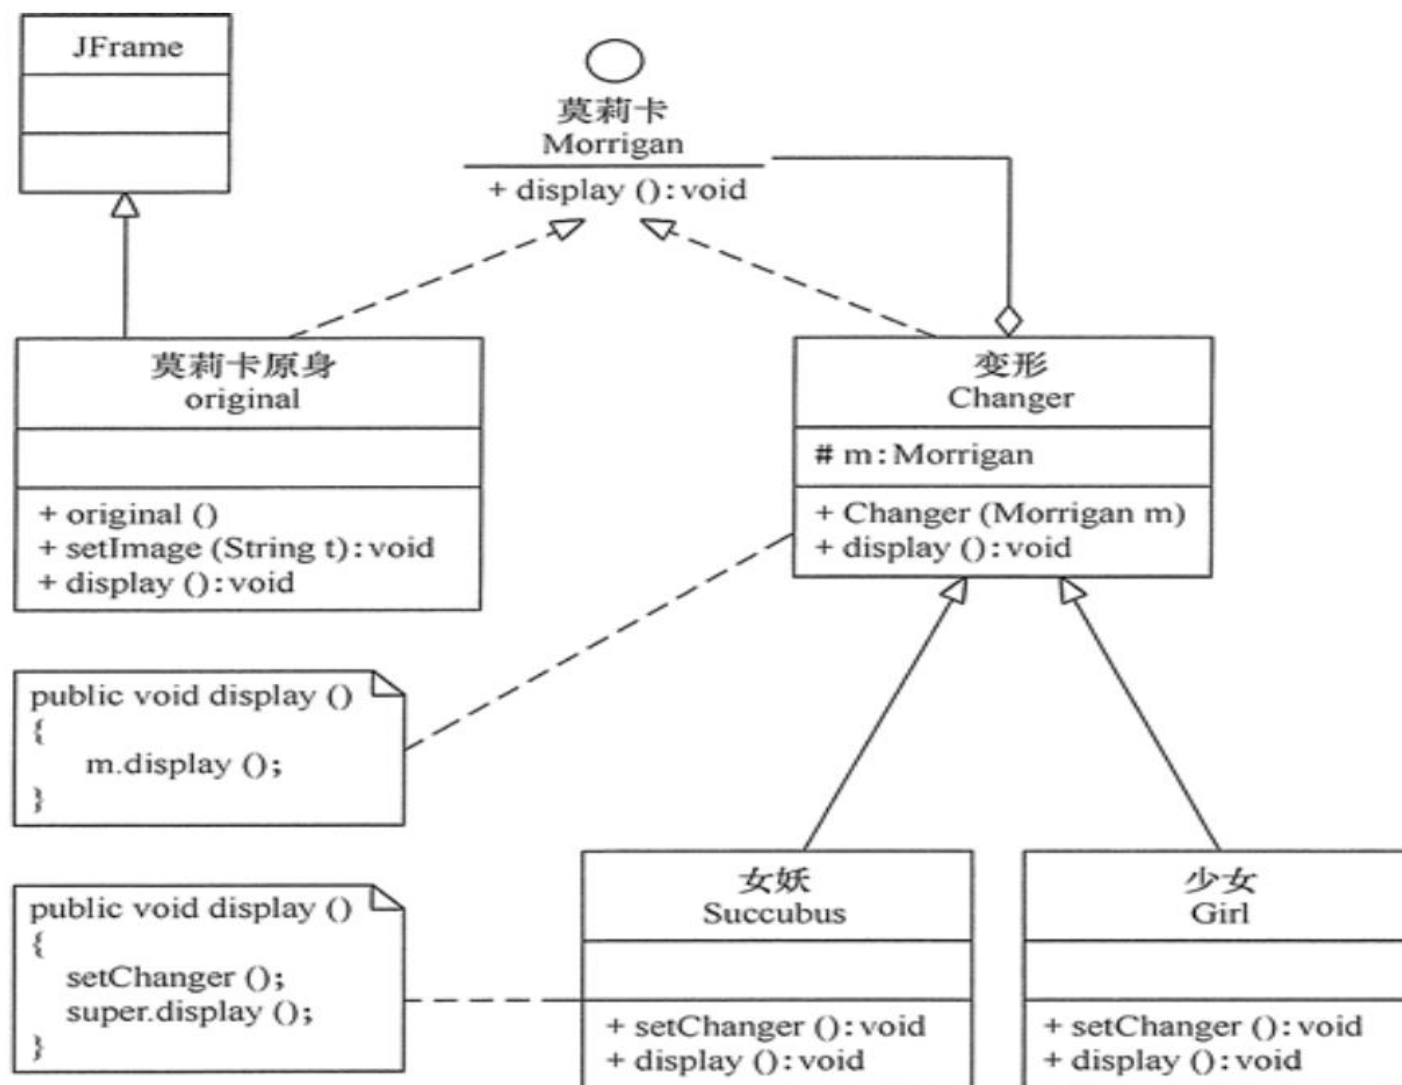 JFrame
莫莉卡
Morrigan
+ display ():void
莫莉卡原身
original
+ original ()
+ setImage (String t):void
+ display ():void
变形
Changer
# m:Morrigan
+ Changer (Morrigan m)
+ display ():void
public void display ()
{
m.display ();
}
public void display ()
{
setChanger ();
super.display ();
}
女妖
Succubus
+ setChanger ():void
+ display ():void
少女
Girl
+ setChanger ():void
+ display ():void